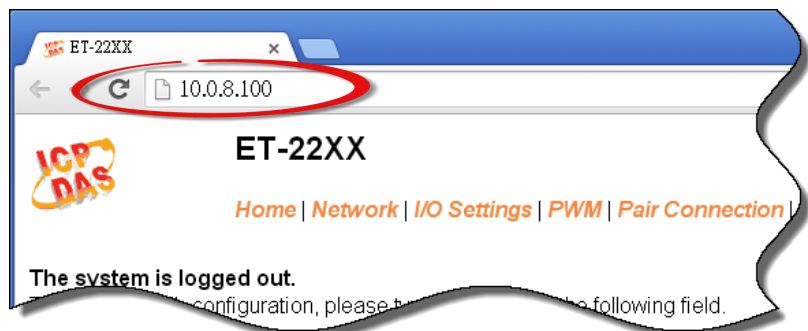 ET-22XX
10.0.8.100
ICP
DAS
ET-22XX
Home | Network | I/O Settings | PWM | Pair Connection |
The system is logged out.
configuration, please the following field.